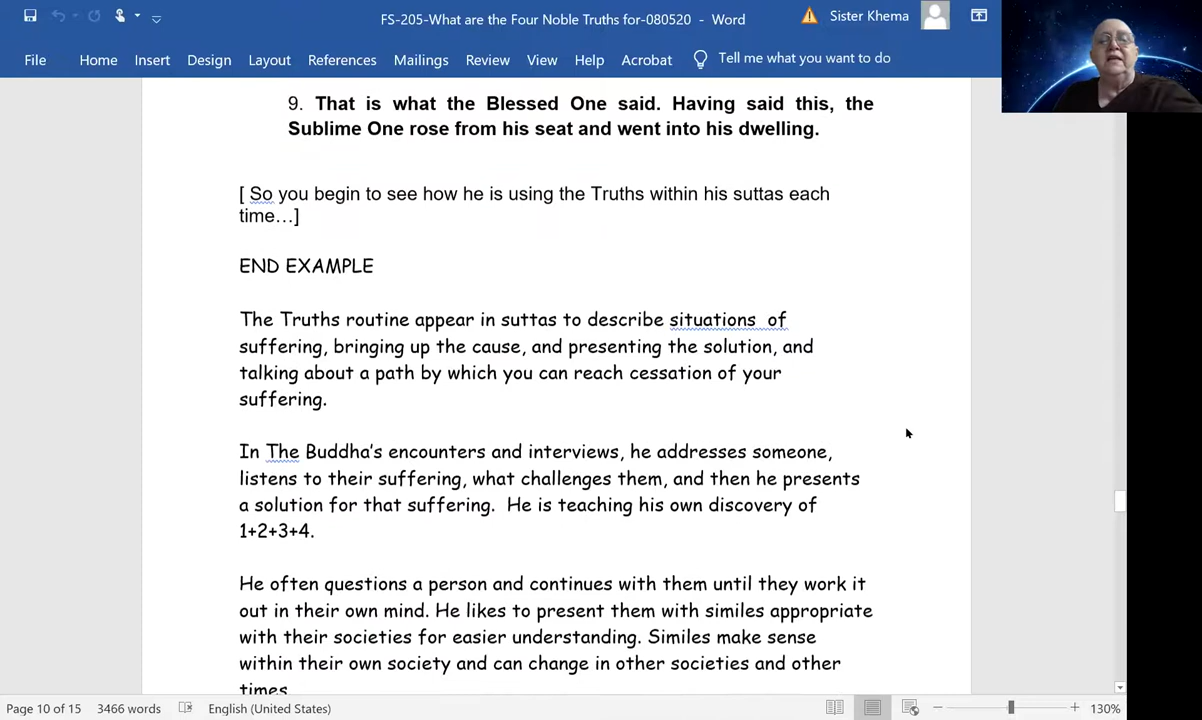 FS-205-What are the Four Noble Truths for-080520 - Word
Sister Khema
File Home Insert Design Layout References Mailings Review View Help Acrobat Tell me what you want to do
9. That is what the Blessed One said. Having said this, the
Sublime One rose from his seat and went into his dwelling.
[ So you begin to see how he is using the Truths within his suttas each
time…]
END EXAMPLE
The Truths routine appear in suttas to describe situations of
suffering, bringing up the cause, and presenting the solution, and
talking about a path by which you can reach cessation of your
suffering.
In The Buddha's encounters and interviews, he addresses someone,
listens to their suffering, what challenges them, and then he presents
a solution for that suffering. He is teaching his own discovery of
1+2+3+4.
He often questions a person and continues with them until they work it
out in their own mind. He likes to present them with similes appropriate
with their societies for easier understanding. Similes make sense
within their own society and can change in other societies and other
times.
Page 10 of 15 3466 words English (United States) 130%